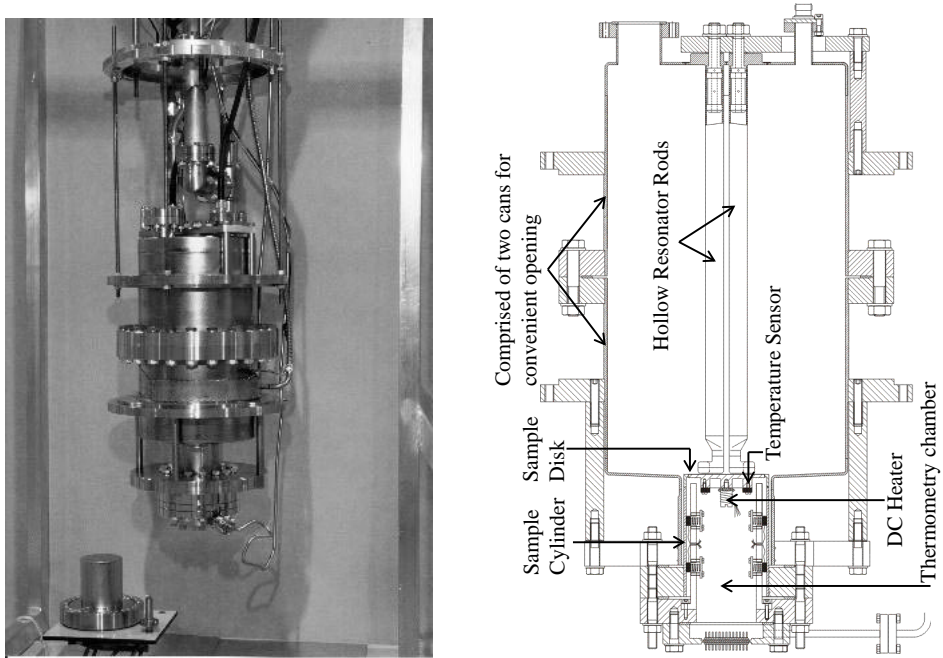 Comprised of two cans for
convenient opening
Hollow Resonator Rods
Temperature Sensor
Sample
Disk
Sample
Cylinder
DC Heater
Thermometry chamber